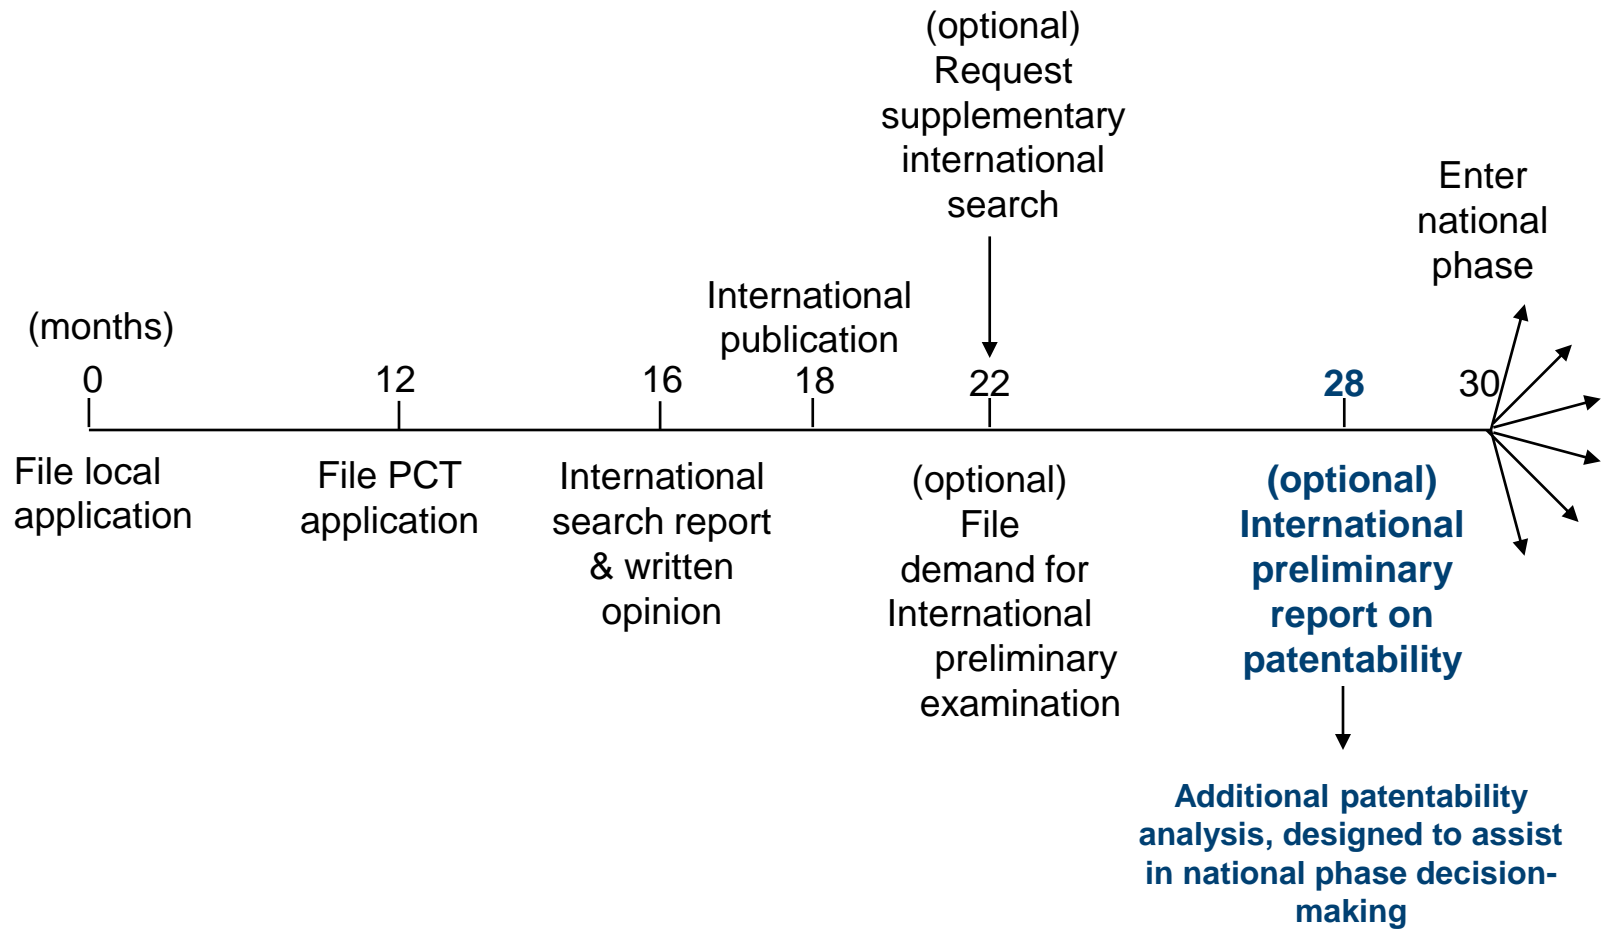 (optional)
Request
supplementary
international
search
Enter
national
phase
International
publication
(months)
0
12
16
18
22
28
30
File local
application
File PCT
application
International
search report
& written
opinion
(optional)
File
demand for
International
preliminary
examination
(optional)
International
preliminary
report on
patentability
Additional patentability
analysis, designed to assist
in national phase decision-
making